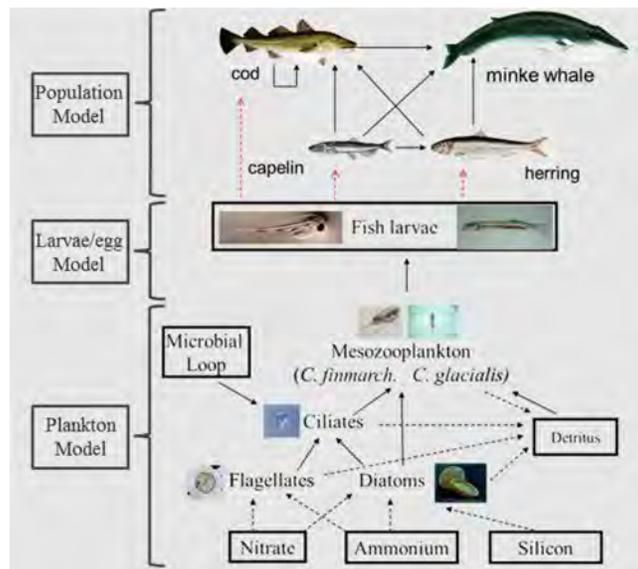 cod
minke whale
Population
Model
capelin
herring
Larvae/egg
Model
Fish larvae
Microbial
Loop
Mesozooplankton
(C. finmarch. C. glacialis)
Plankton
Model
Ciliates
Detritus
Flagellates
Diatoms
Nitrate
Ammonium
Silicon